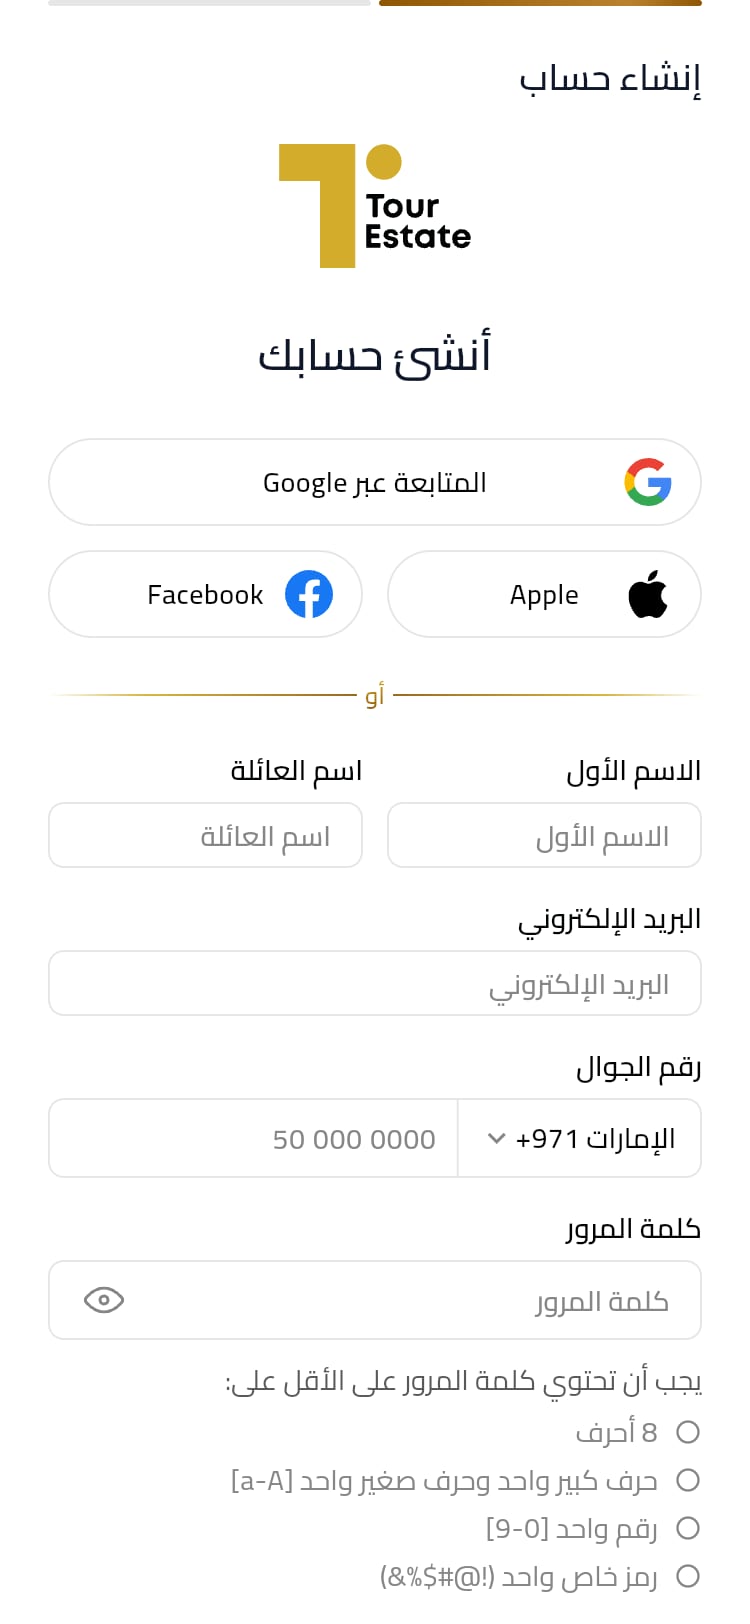 إنشاء حساب
Tour
Estate
أنشئ حسابك
المتابعة عبر Google
Apple
Facebook
أو
الاسم الأول
اسم العائلة
الاسم الأول
اسم العائلة
البريد الإلكتروني
البريد الإلكتروني
رقم الجوال
الإمارات 971+
50 000 0000
كلمة المرور
كلمة المرور
يجب أن تحتوي كلمة المرور على الأقل على:
8 أحرف
حرف كبير واحد وحرف صغير واحد [a-A]
رقم واحد [0-9]
رمز خاص واحد (!@#$%&)